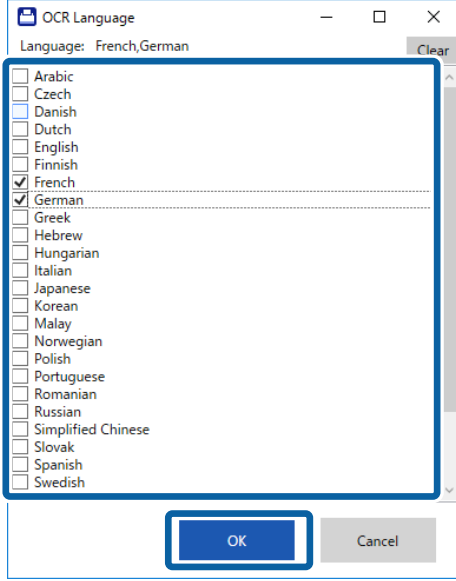 OCR Language
Language: French,German
Clear
Arabic
Czech
Danish
Dutch
English
Finnish
French
German
Greek
Hebrew
Hungarian
Italian
Japanese
Korean
Malay
Norwegian
Polish
Portuguese
Romanian
Russian
Simplified Chinese
Slovak
Spanish
Swedish
OK
Cancel